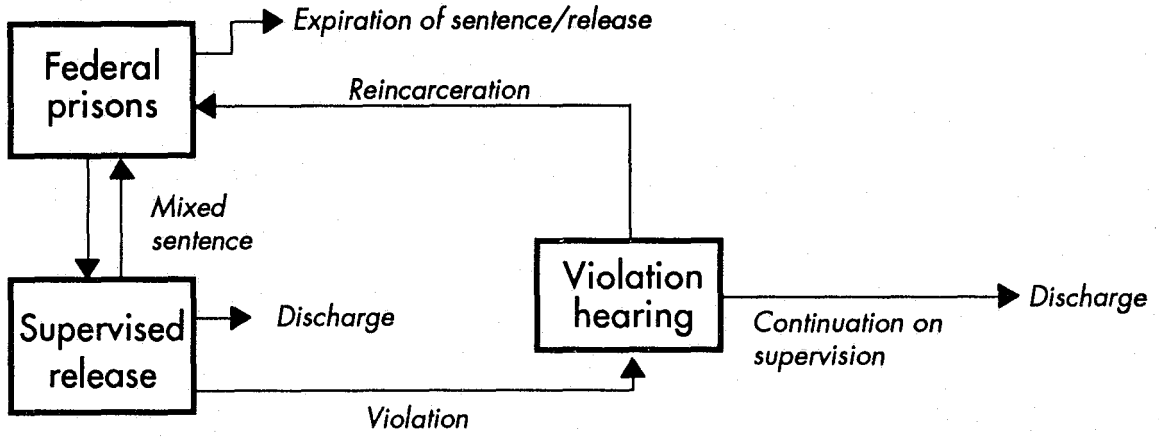 Expiration of sentence/release
Federal
prisons
Reincarceration
Mixed
sentence
Violation
hearing
Discharge
Supervised
release
Discharge
Continuation on
supervision
Violation